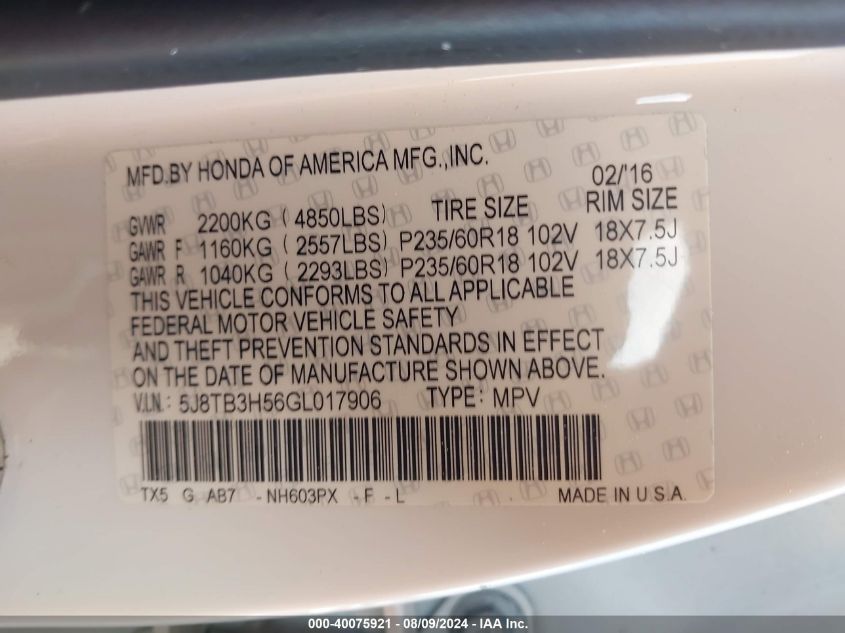 MFD.BY HONDA OF AMERICA MFG.,INC. 02/'16
GVWR 2200KG (4850LBS) TIRE SIZE RIM SIZE
GAWR F 1160KG (2557LBS) P235/60R18 102V 18X7.5J
GAWR R 1040KG (2293LBS) P235/60R18 102V 18X7.5J
THIS VEHICLE CONFORMS TO ALL APPLICABLE
FEDERAL MOTOR VEHICLE SAFETY
AND THEFT PREVENTION STANDARDS IN EFFECT
ON THE DATE OF MANUFACTURE SHOWN ABOVE.
V.I.N.: 5J8TB3H56GL017906 TYPE: MPV
TX5 G AB7 -NH603PX -F -L MADE IN U.S.A.
000-40075921 - 08/09/2024 - IAAI.COM